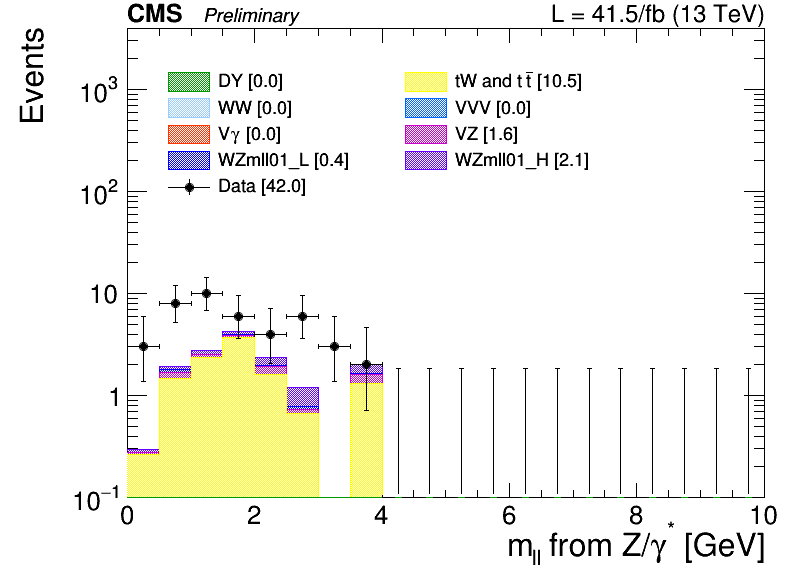 CMS Preliminary L = 41.5/fb (13 TeV)
Events
DY [0.0] tW and tt̄ [10.5]
WW [0.0] VVV [0.0]
Vγ [0.0] VZ [1.6]
WZmll01_L [0.4] WZmll01_H [2.1]
Data [42.0]
10³
10²
10
1
10⁻¹
0 2 4 6 8 10
m_ll from Z/γ* [GeV]